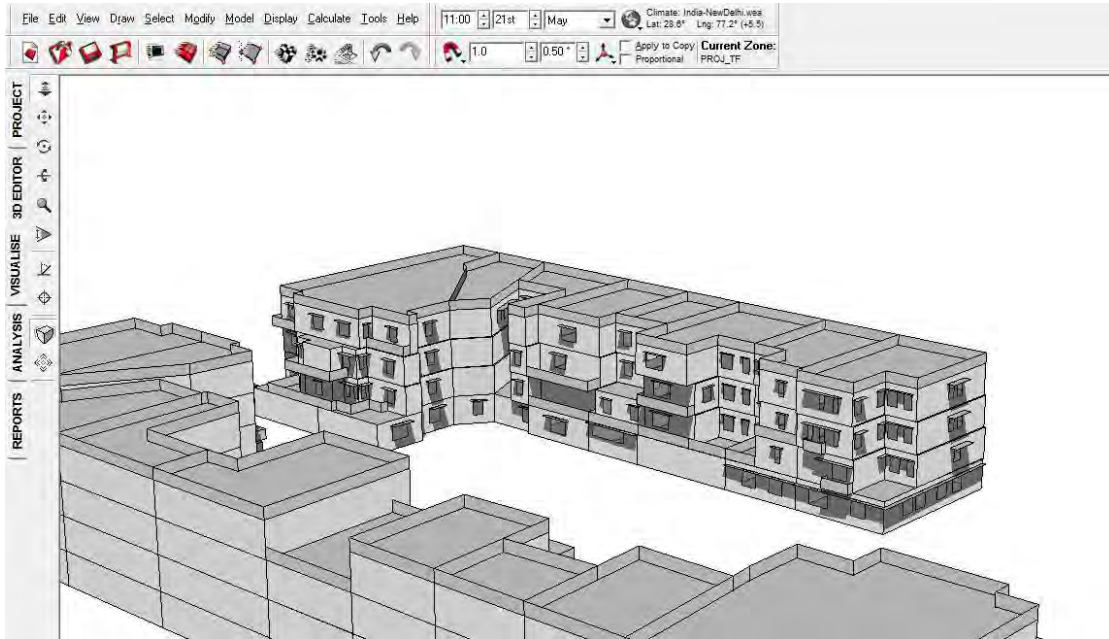 File Edit View Draw Select Modify Model Display Calculate Tools Help
11:00 21st May
Climate: India-NewDelhi.wea
Lat: 28.6° Lng: 77.2° (+5.5)
1.0 0.50 °
Apply to Copy
Proportional
Current Zone:
PROJ_TF
PROJECT
3D EDITOR
VISUALISE
ANALYSIS
REPORTS